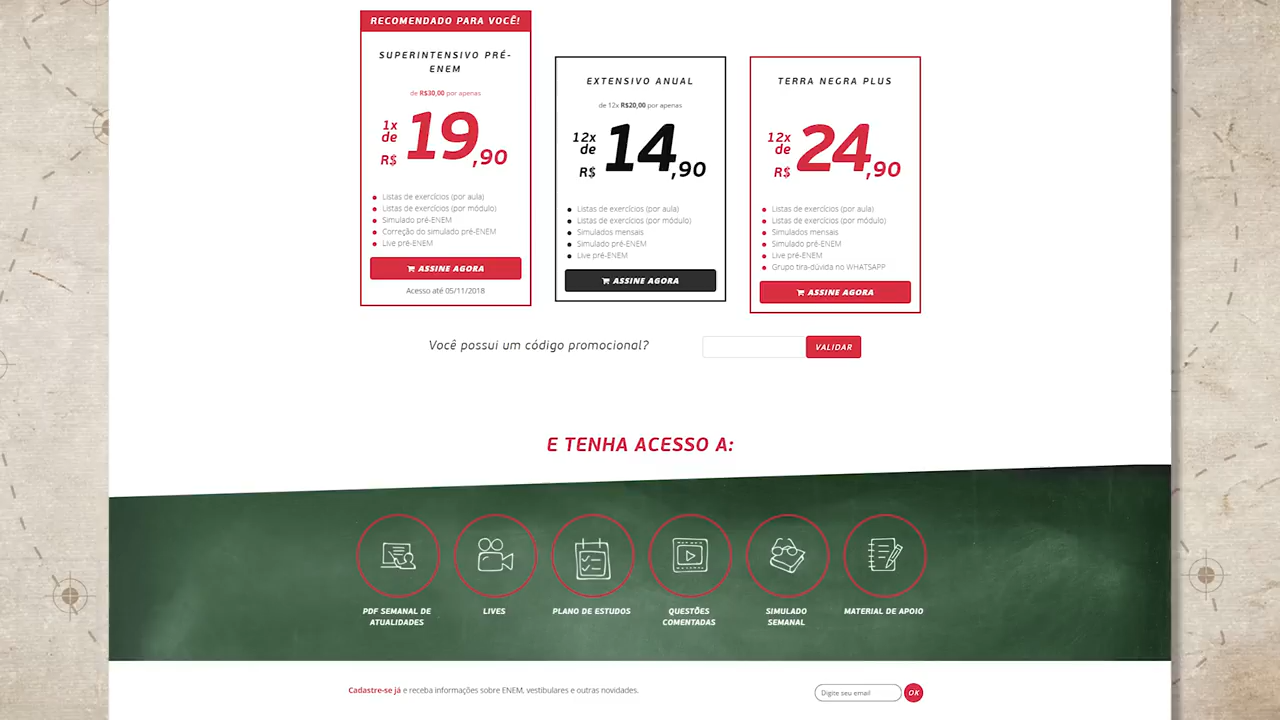 RECOMENDADO PARA VOCÊ!
SUPERINTENSIVO PRÉ-
ENEM
de R$30,00 por apenas
1x
de
R$
19,90
Listas de exercícios (por aula)
Listas de exercícios (por módulo)
Simulado pré-ENEM
Correção do simulado pré-ENEM
Live pré-ENEM
ASSINE AGORA
Acesso até 05/11/2018
EXTENSIVO ANUAL
de 12x R$20,00 por apenas
12x
de
R$
14,90
Listas de exercícios (por aula)
Listas de exercícios (por módulo)
Simulados mensais
Simulado pré-ENEM
Live pré-ENEM
ASSINE AGORA
TERRA NEGRA PLUS
12x
de
R$
24,90
Listas de exercícios (por aula)
Listas de exercícios (por módulo)
Simulados mensais
Simulado pré-ENEM
Live pré-ENEM
Grupo tira-dúvida no WHATSAPP
ASSINE AGORA
Você possui um código promocional?
VALIDAR
E TENHA ACESSO A:
PDF SEMANAL DE
ATUALIDADES
LIVES
PLANO DE ESTUDOS
QUESTÕES
COMENTADAS
SIMULADO
SEMANAL
MATERIAL DE APOIO
Cadastre-se já e receba informações sobre ENEM, vestibulares e outras novidades.
Digite seu email
OK